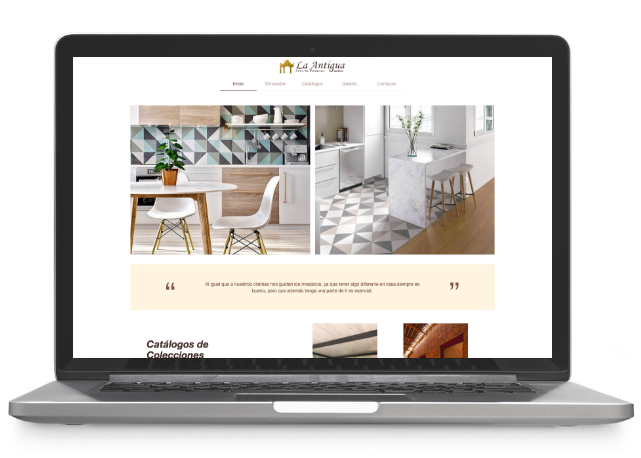 La Antigua
Inicio Simulador Catálogos Galería Contacto
“
Al igual que a nuestros clientes nos gustan los mosaicos, ya que tener algo diferente en casa siempre es
bueno, pero que además tenga una parte de ti es esencial.
”
Catálogos de
Colecciones